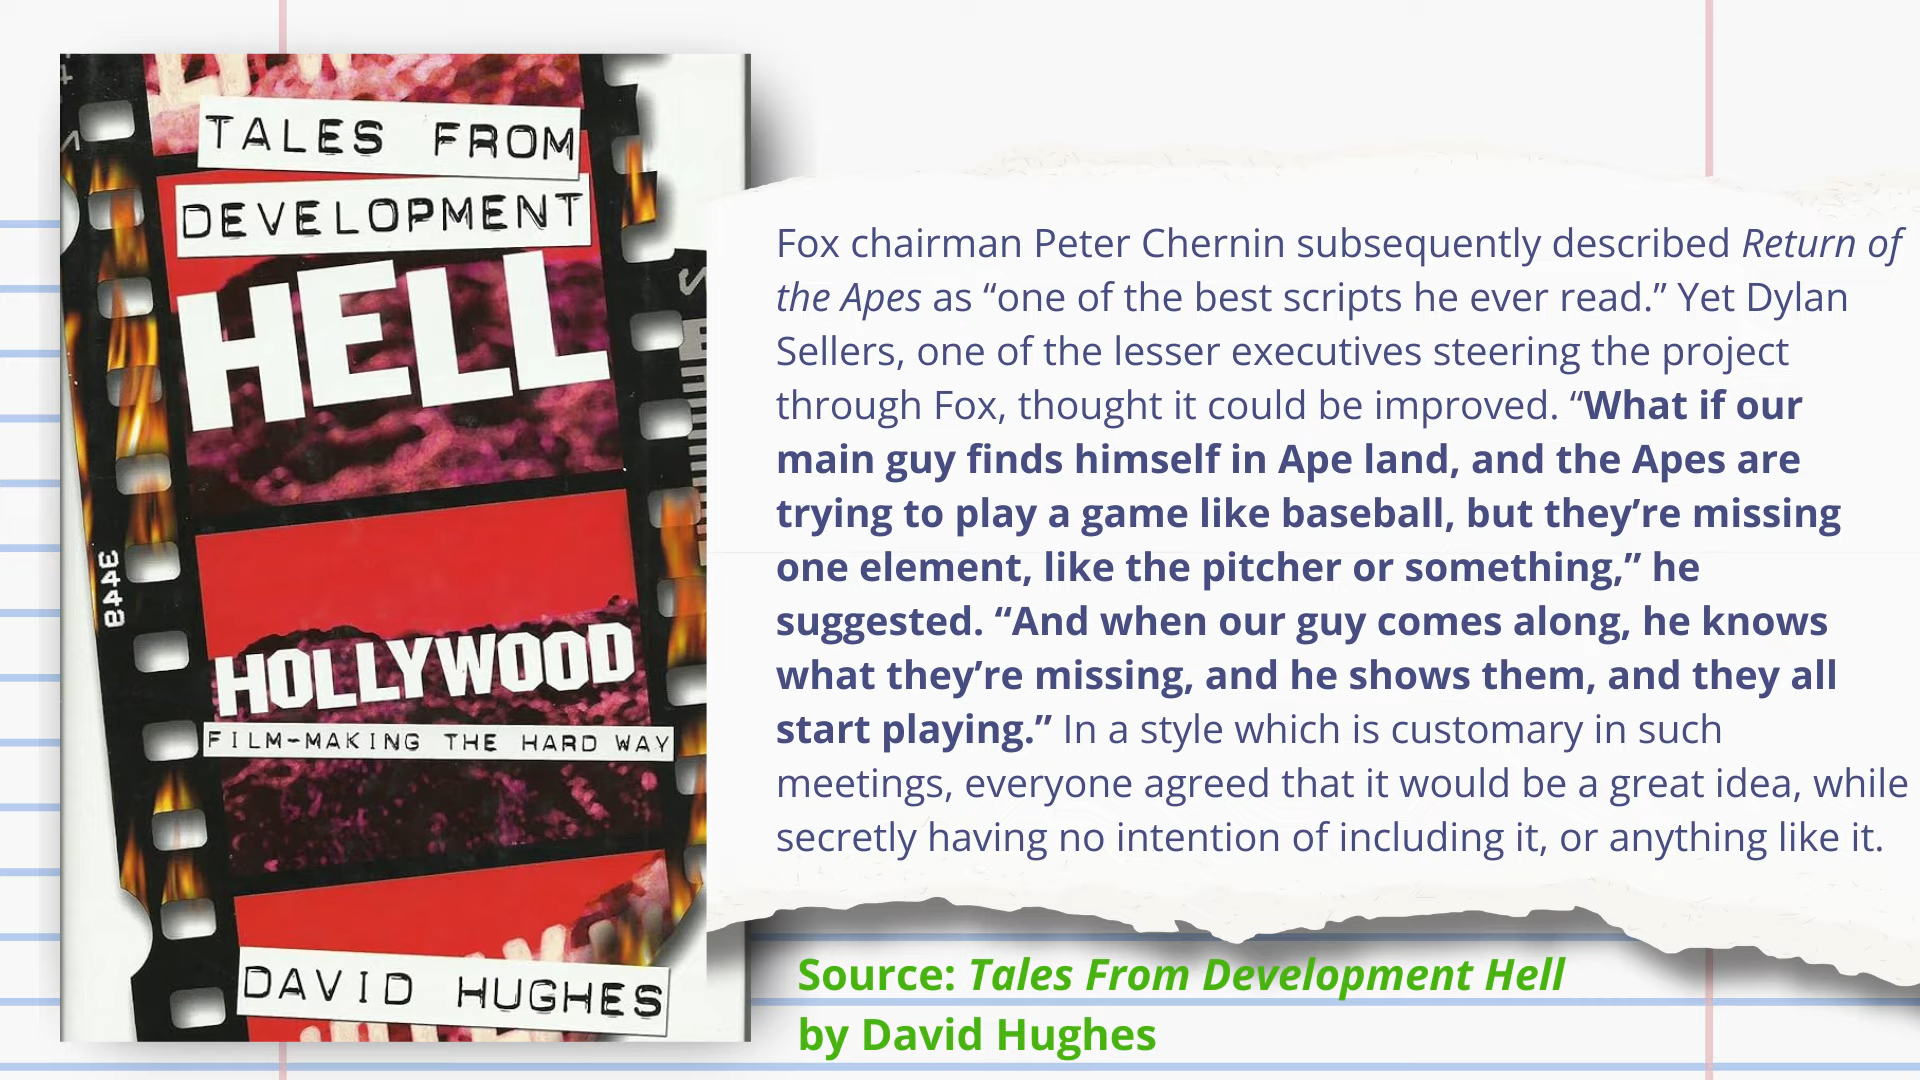 TALES FROM
DEVELOPMENT
HELL
HOLLYWOOD
FILM-MAKING THE HARD WAY
DAVID HUGHES
3448
Fox chairman Peter Chernin subsequently described Return of
the Apes as “one of the best scripts he ever read.” Yet Dylan
Sellers, one of the lesser executives steering the project
through Fox, thought it could be improved. “What if our
main guy finds himself in Ape land, and the Apes are
trying to play a game like baseball, but they’re missing
one element, like the pitcher or something,” he
suggested. “And when our guy comes along, he knows
what they’re missing, and he shows them, and they all
start playing.” In a style which is customary in such
meetings, everyone agreed that it would be a great idea, while
secretly having no intention of including it, or anything like it.
Source: Tales From Development Hell
by David Hughes